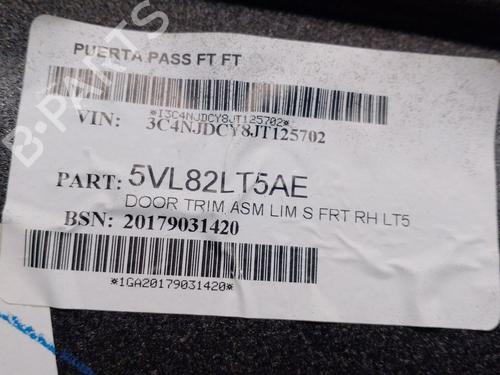 PUERTA PASS FT FT
*I3C4NJDCY8JT125702*
VIN: 3C4NJDCY8JT125702
PART: 5VL82LT5AE
DOOR TRIM ASM LIM S FRT RH LT5
BSN: 20179031420
*1GA20179031420*
B-PARTS